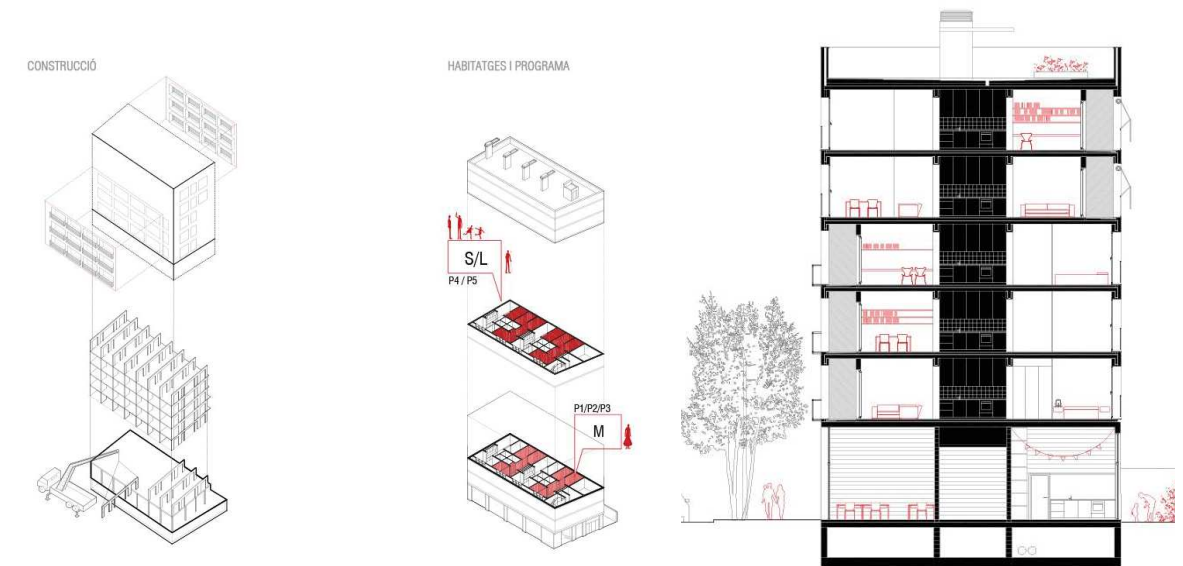 CONSTRUCCIÓ
HABITATGES I PROGRAMA
S/L
P4 / P5
P1/P2/P3
M